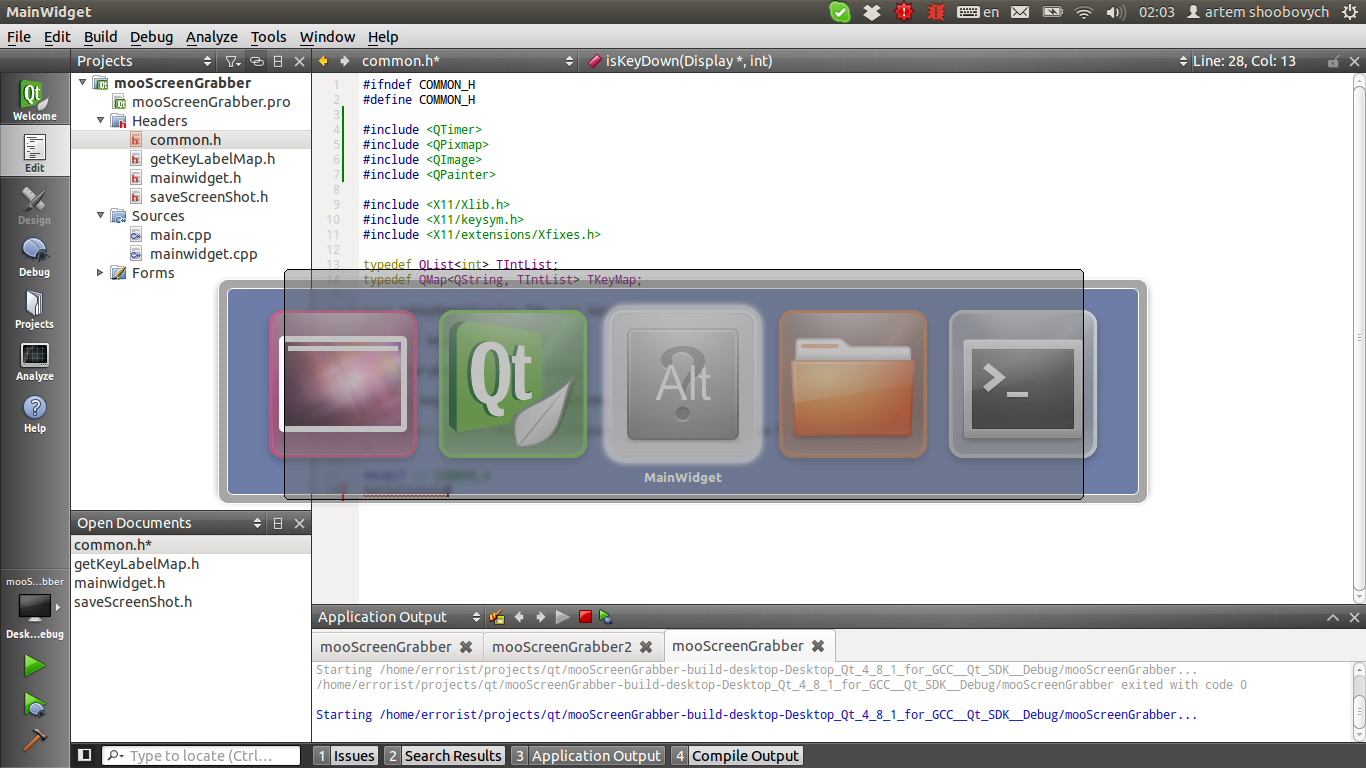 MainWidget
en
02:03
artem shoobovych
File Edit Build Debug Analyze Tools Window Help
Projects
common.h*
isKeyDown(Display *, int)
Line: 28, Col: 13
Qt
Welcome
Edit
Design
Debug
Projects
Analyze
Help
mooScreenGrabber
mooScreenGrabber.pro
Headers
common.h
getKeyLabelMap.h
mainwidget.h
saveScreenShot.h
Sources
main.cpp
mainwidget.cpp
Forms
1 #ifndef COMMON_H
2 #define COMMON_H
3
4 #include <QTimer>
5 #include <QPixmap>
6 #include <QImage>
7 #include <QPainter>
8
9 #include <X11/Xlib.h>
10 #include <X11/keysym.h>
11 #include <X11/extensions/Xfixes.h>
12
13 typedef QList<int> TIntList;
14 typedef QMap<QString, TIntList> TKeyMap;
Qt
Alt
MainWidget
Open Documents
common.h*
getKeyLabelMap.h
mainwidget.h
saveScreenShot.h
mooS...bber
Desk...ebug
Application Output
mooScreenGrabber
mooScreenGrabber2
mooScreenGrabber
Starting /home/errorist/projects/qt/mooScreenGrabber-build-desktop-Desktop_Qt_4_8_1_for_GCC__Qt_SDK__Debug/mooScreenGrabber...
/home/errorist/projects/qt/mooScreenGrabber-build-desktop-Desktop_Qt_4_8_1_for_GCC__Qt_SDK__Debug/mooScreenGrabber exited with code 0
Starting /home/errorist/projects/qt/mooScreenGrabber-build-desktop-Desktop_Qt_4_8_1_for_GCC__Qt_SDK__Debug/mooScreenGrabber...
Type to locate (Ctrl...
1 Issues
2 Search Results
3 Application Output
4 Compile Output